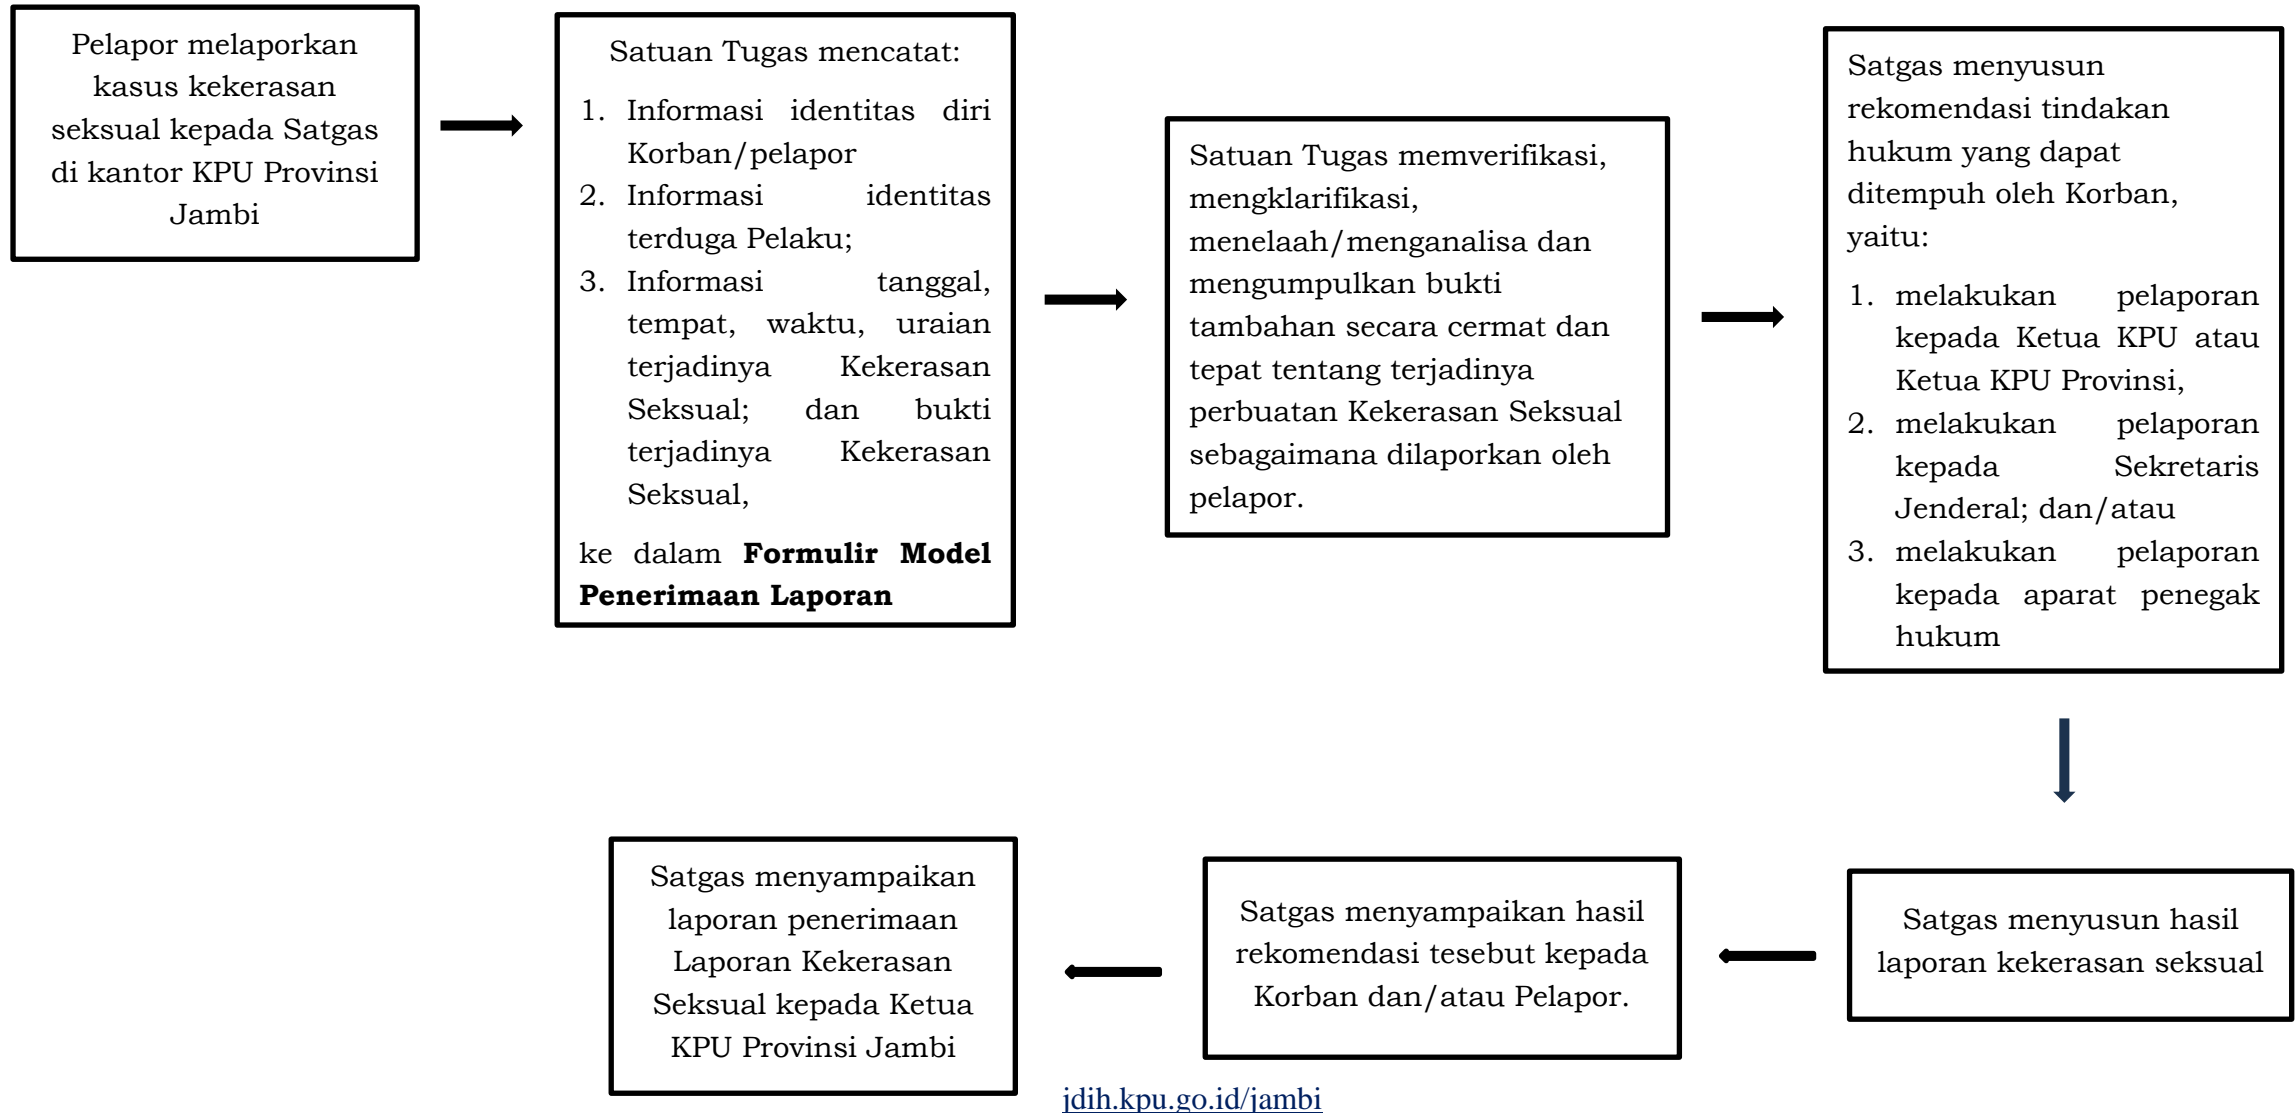 Pelapor melaporkan
kasus kekerasan
seksual kepada Satgas
di kantor KPU Provinsi
Jambi
Satuan Tugas mencatat:
1. Informasi identitas diri
Korban/pelapor
2. Informasi identitas
terduga Pelaku;
3. Informasi tanggal,
tempat, waktu, uraian
terjadinya Kekerasan
Seksual; dan bukti
terjadinya Kekerasan
Seksual,
ke dalam Formulir Model
Penerimaan Laporan
Satuan Tugas memverifikasi,
mengklarifikasi,
menelaah/menganalisa dan
mengumpulkan bukti
tambahan secara cermat dan
tepat tentang terjadinya
perbuatan Kekerasan Seksual
sebagaimana dilaporkan oleh
pelapor.
Satgas menyusun
rekomendasi tindakan
hukum yang dapat
ditempuh oleh Korban,
yaitu:
1. melakukan pelaporan
kepada Ketua KPU atau
Ketua KPU Provinsi,
2. melakukan pelaporan
kepada Sekretaris
Jenderal; dan/atau
3. melakukan pelaporan
kepada aparat penegak
hukum
Satgas menyusun hasil
laporan kekerasan seksual
Satgas menyampaikan hasil
rekomendasi tesebut kepada
Korban dan/atau Pelapor.
Satgas menyampaikan
laporan penerimaan
Laporan Kekerasan
Seksual kepada Ketua
KPU Provinsi Jambi
jdih.kpu.go.id/jambi